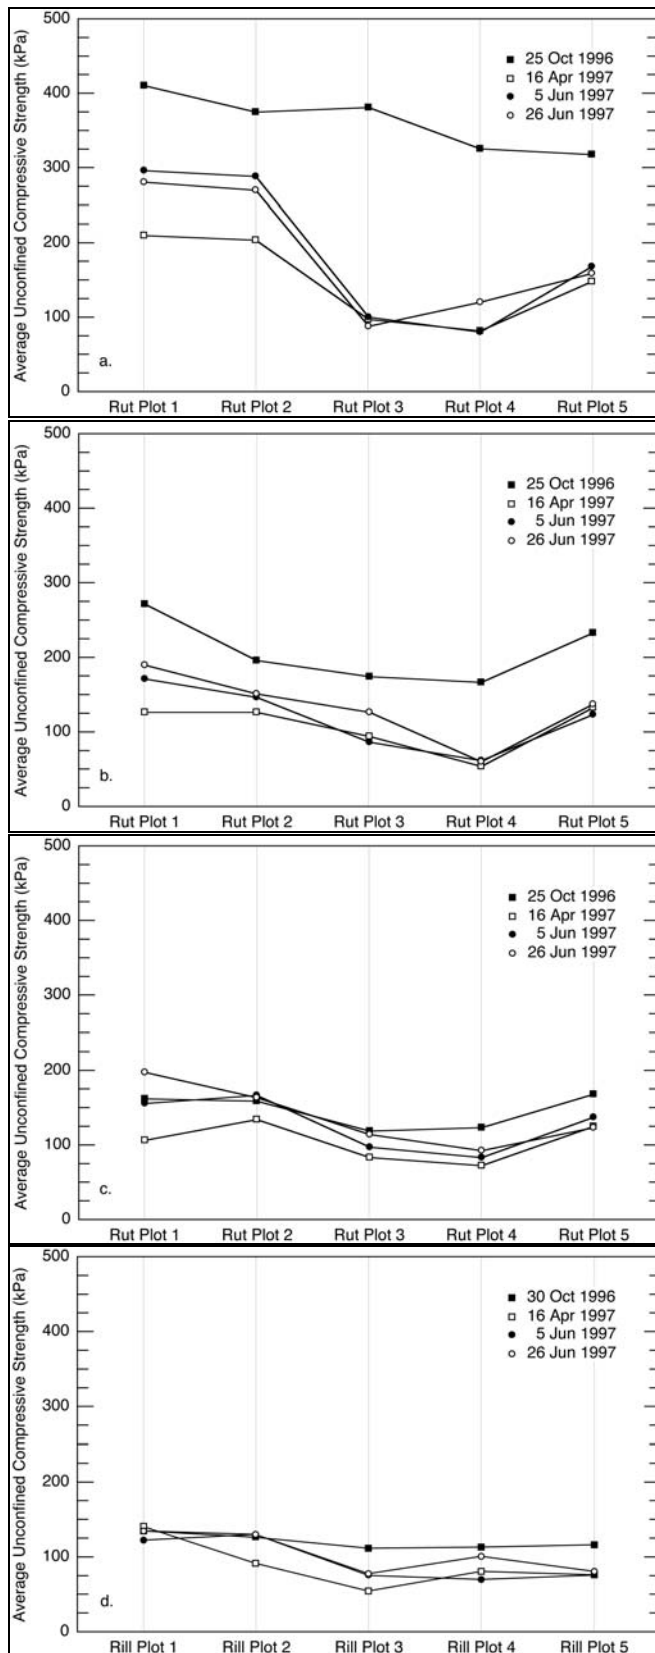 500
400
300
200
100
0
Average Unconfined Compressive Strength (kPa)
25 Oct 1996
16 Apr 1997
5 Jun 1997
26 Jun 1997
a.
Rut Plot 1 Rut Plot 2 Rut Plot 3 Rut Plot 4 Rut Plot 5
500
400
300
200
100
0
Average Unconfined Compressive Strength (kPa)
25 Oct 1996
16 Apr 1997
5 Jun 1997
26 Jun 1997
b.
Rut Plot 1 Rut Plot 2 Rut Plot 3 Rut Plot 4 Rut Plot 5
500
400
300
200
100
0
Average Unconfined Compressive Strength (kPa)
25 Oct 1996
16 Apr 1997
5 Jun 1997
26 Jun 1997
c.
Rut Plot 1 Rut Plot 2 Rut Plot 3 Rut Plot 4 Rut Plot 5
500
400
300
200
100
0
Average Unconfined Compressive Strength (kPa)
30 Oct 1996
16 Apr 1997
5 Jun 1997
26 Jun 1997
d.
Rill Plot 1 Rill Plot 2 Rill Plot 3 Rill Plot 4 Rill Plot 5